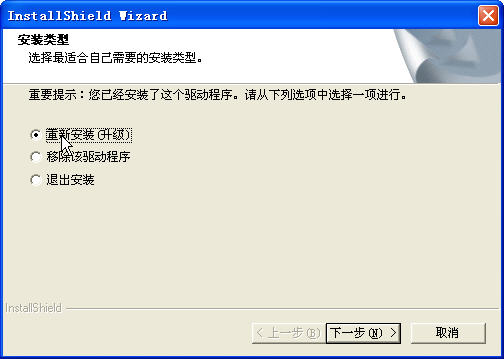 InstallShield Wizard
安装类型
选择最适合自己需要的安装类型。
重要提示：您已经安装了这个驱动程序。请从下列选项中选择一项进行。
重新安装(升级)
移除该驱动程序
退出安装
InstallShield
< 上一步(B) 下一步(N) > 取消